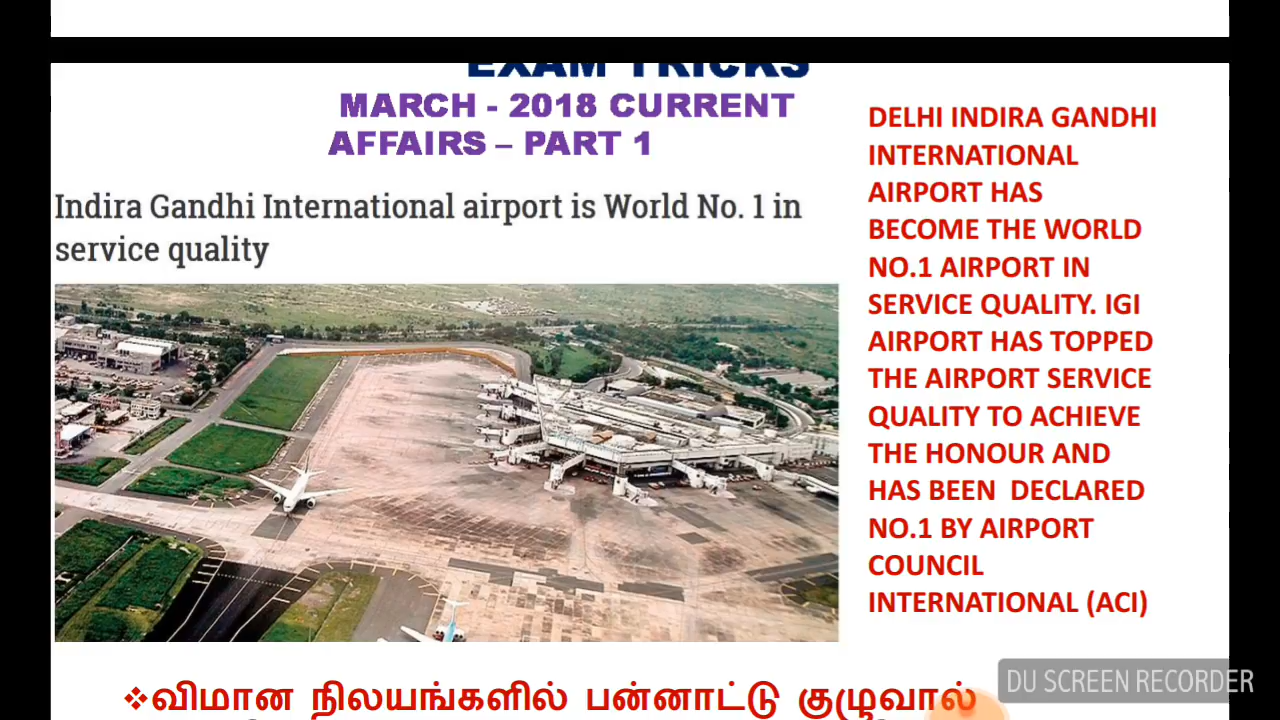 EXAM TRICKS
MARCH - 2018 CURRENT
AFFAIRS – PART 1
Indira Gandhi International airport is World No. 1 in
service quality
DELHI INDIRA GANDHI
INTERNATIONAL
AIRPORT HAS
BECOME THE WORLD
NO.1 AIRPORT IN
SERVICE QUALITY. IGI
AIRPORT HAS TOPPED
THE AIRPORT SERVICE
QUALITY TO ACHIEVE
THE HONOUR AND
HAS BEEN  DECLARED
NO.1 BY AIRPORT
COUNCIL
INTERNATIONAL (ACI)
❖விமான நிலயங்களில் பன்னாட்டு குழுவால்
DU SCREEN RECORDER